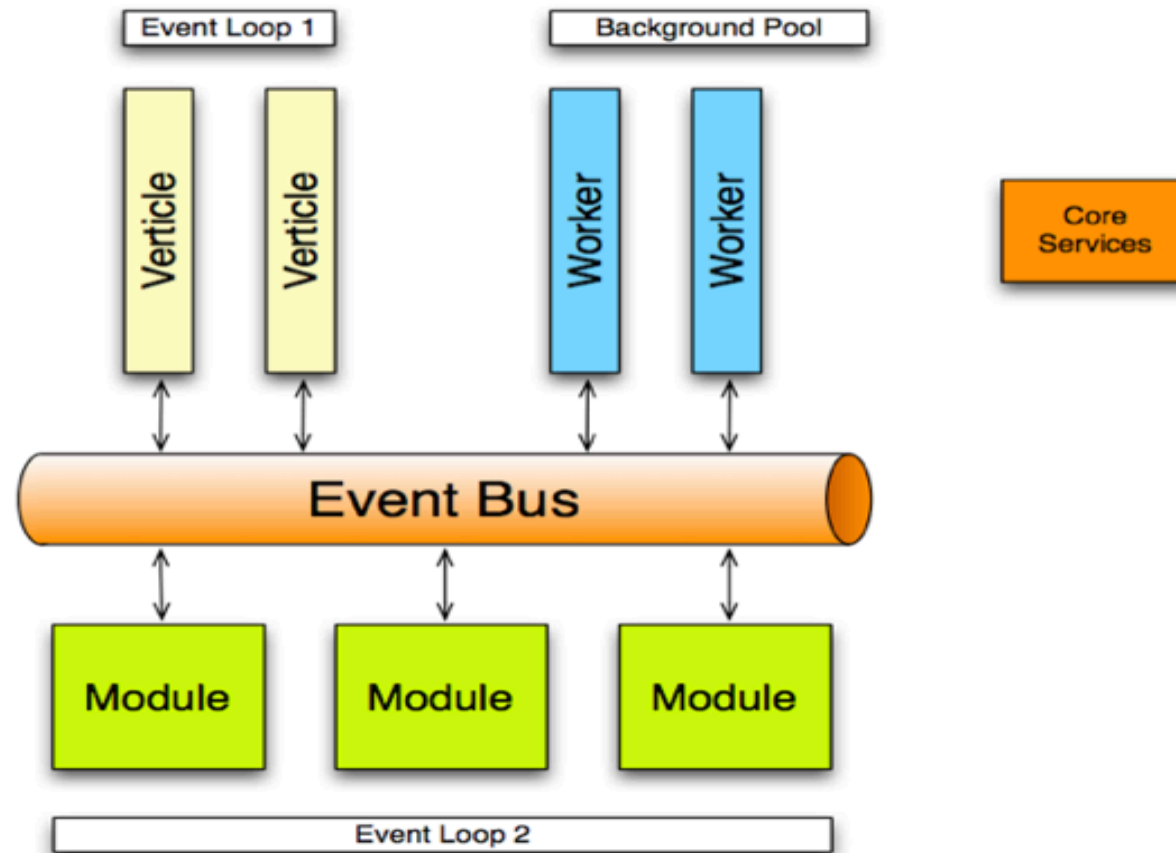 Event Loop 1
Background Pool
Verticle
Verticle
Worker
Worker
Core
Services
Event Bus
Module
Module
Module
Event Loop 2